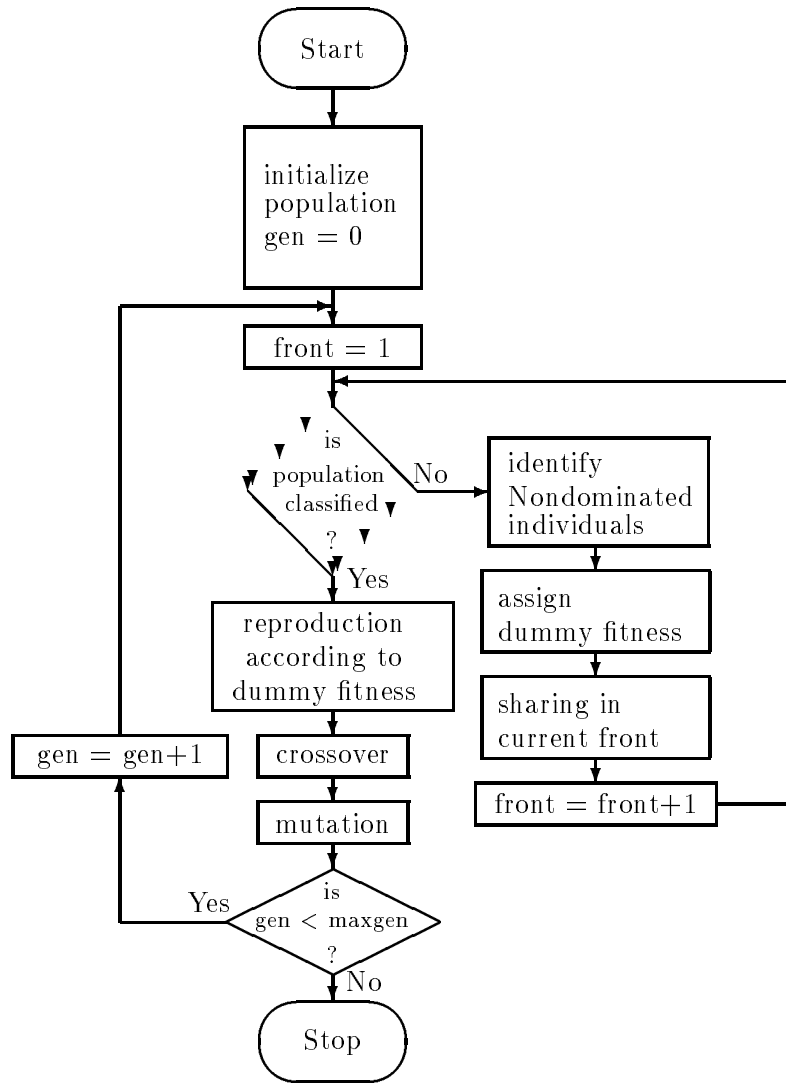 Start
initialize
population
gen = 0
front = 1
is
population
classified
?
No
Yes
identify
Nondominated
individuals
assign
dummy fitness
sharing in
current front
front = front+1
reproduction
according to
dummy fitness
gen = gen+1
crossover
mutation
is
gen < maxgen
?
Yes
No
Stop